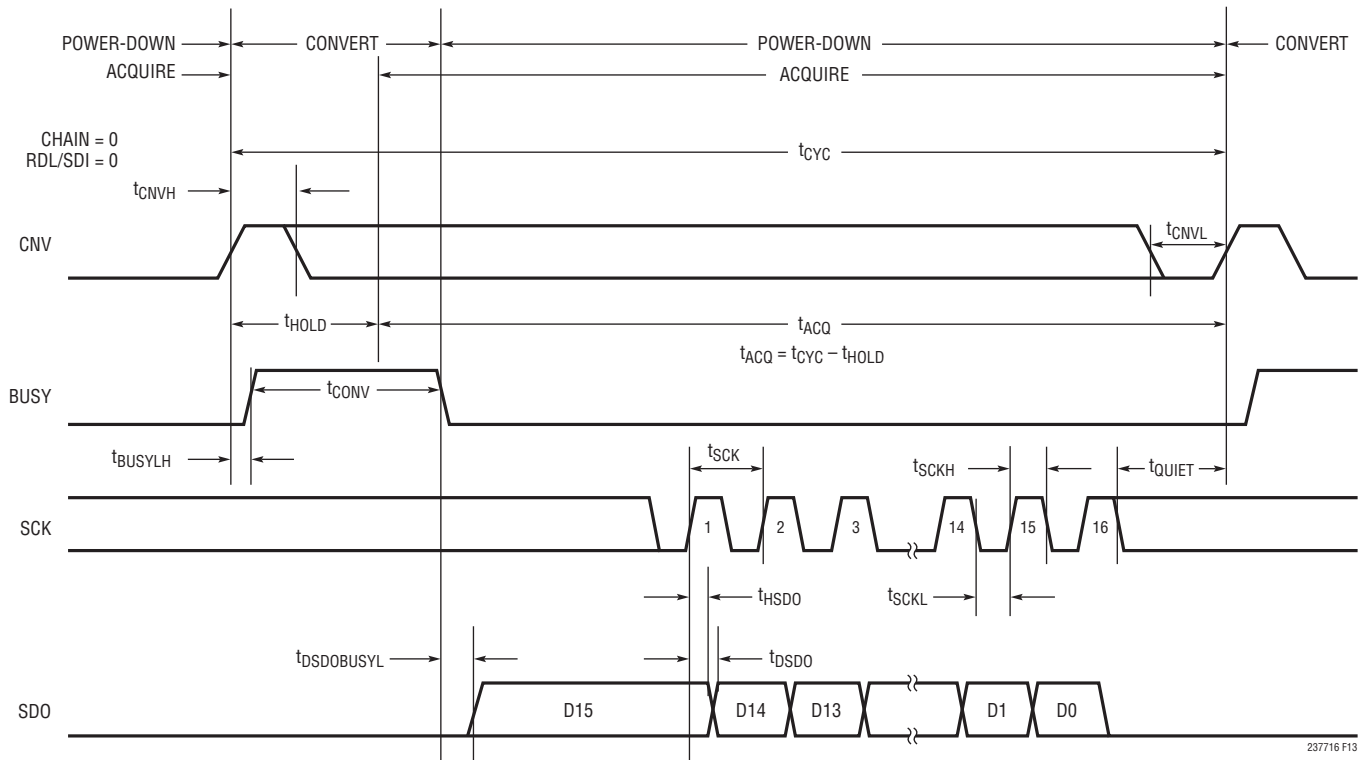 POWER-DOWN CONVERT POWER-DOWN CONVERT
ACQUIRE ACQUIRE
CHAIN = 0
RDL/SDI = 0
tCYC
tCNVH
CNV
tCNVL
tHOLD tACQ
tACQ = tCYC – tHOLD
BUSY
tCONV
tBUSYLH tSCK tSCKH tQUIET
SCK 1 2 3 14 15 16
tHSDO tSCKL
tDSDOBUSYL tDSDO
SDO D15 D14 D13 D1 D0
237716 F13